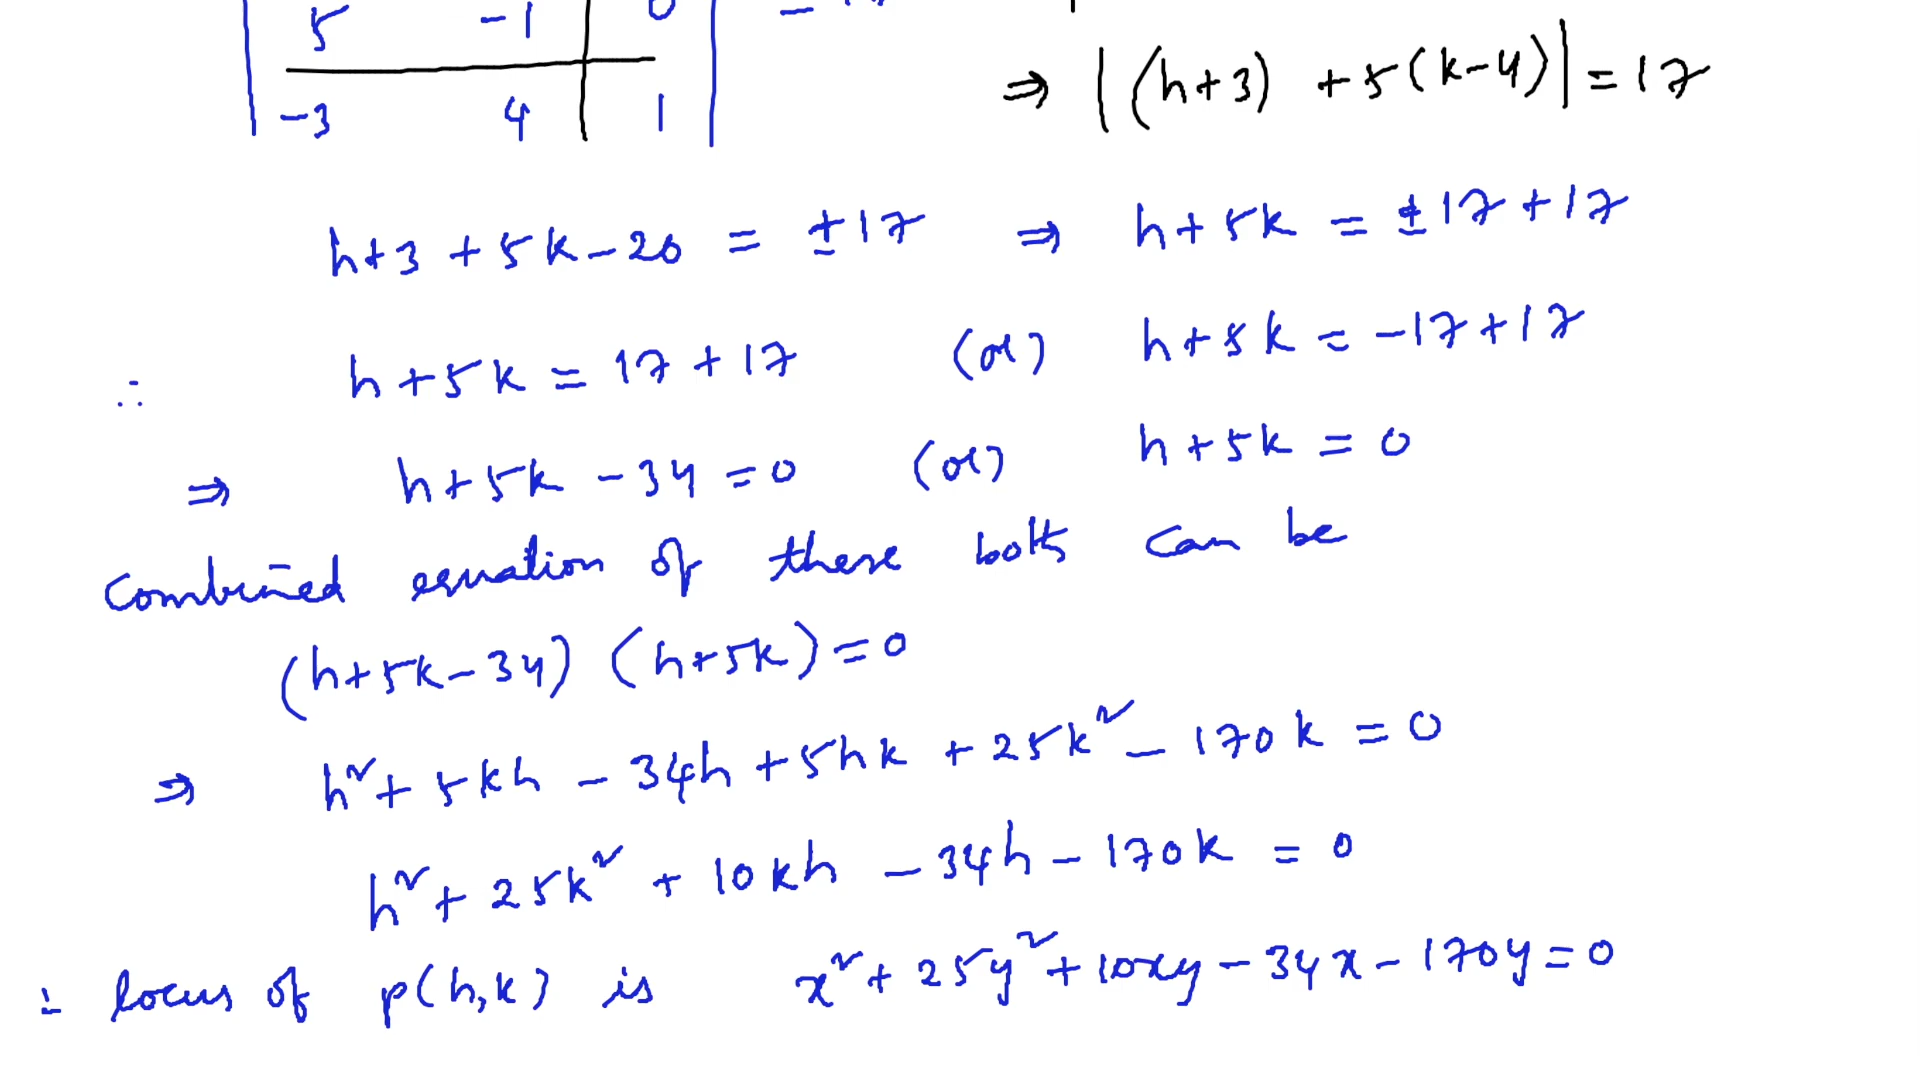 5 -1 0
⇒ |(h+3) +5(k-4)| = 17
-3 4 1
h+3 +5k-20 = ±17 ⇒ h+5k = ±17+17
∴ h+5k = 17+17 (or) h+5k = -17+17
⇒ h+5k -34 =0 (or) h+5k = 0
Combined equation of these both can be
(h+5k-34) (h+5k)=0
⇒ h²+5kh - 34h +5hk +25k² - 170k = 0
h²+25k² + 10kh - 34h - 170k = 0
∴ locus of p(h,k) is x²+25y²+10xy-34x-170y=0